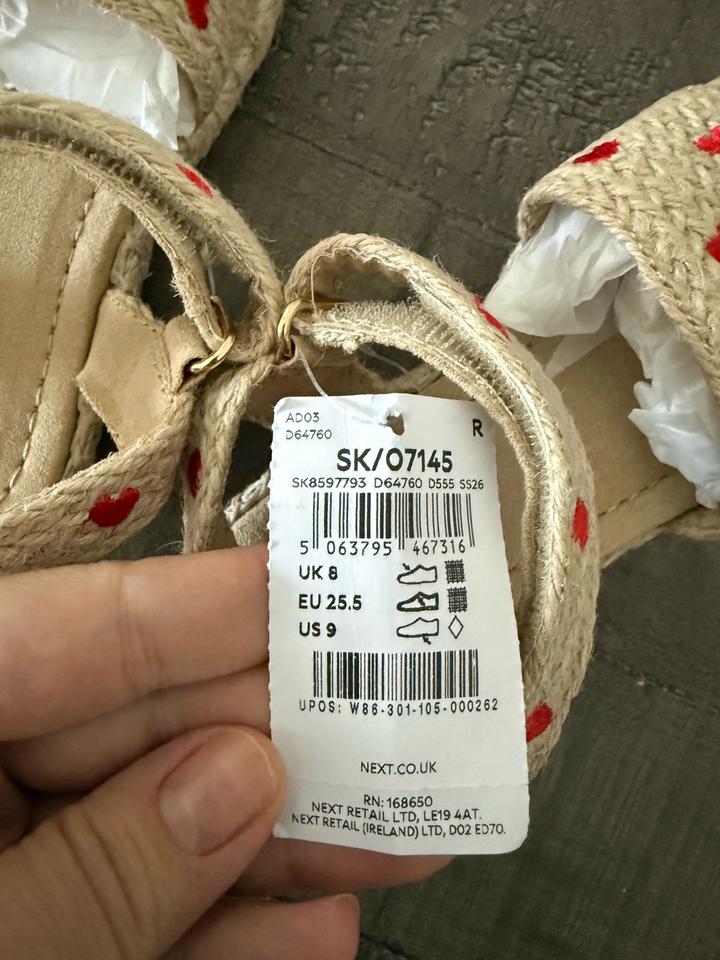 AD03
D64760
R
SK/07145
SK8597793 D64760 D555 SS26
5 063795 467316
UK 8
EU 25.5
US 9
UPOS: W86-301-105-000262
NEXT.CO.UK
RN: 168650
NEXT RETAIL LTD, LE19 4AT.
NEXT RETAIL (IRELAND) LTD, D02 ED70.